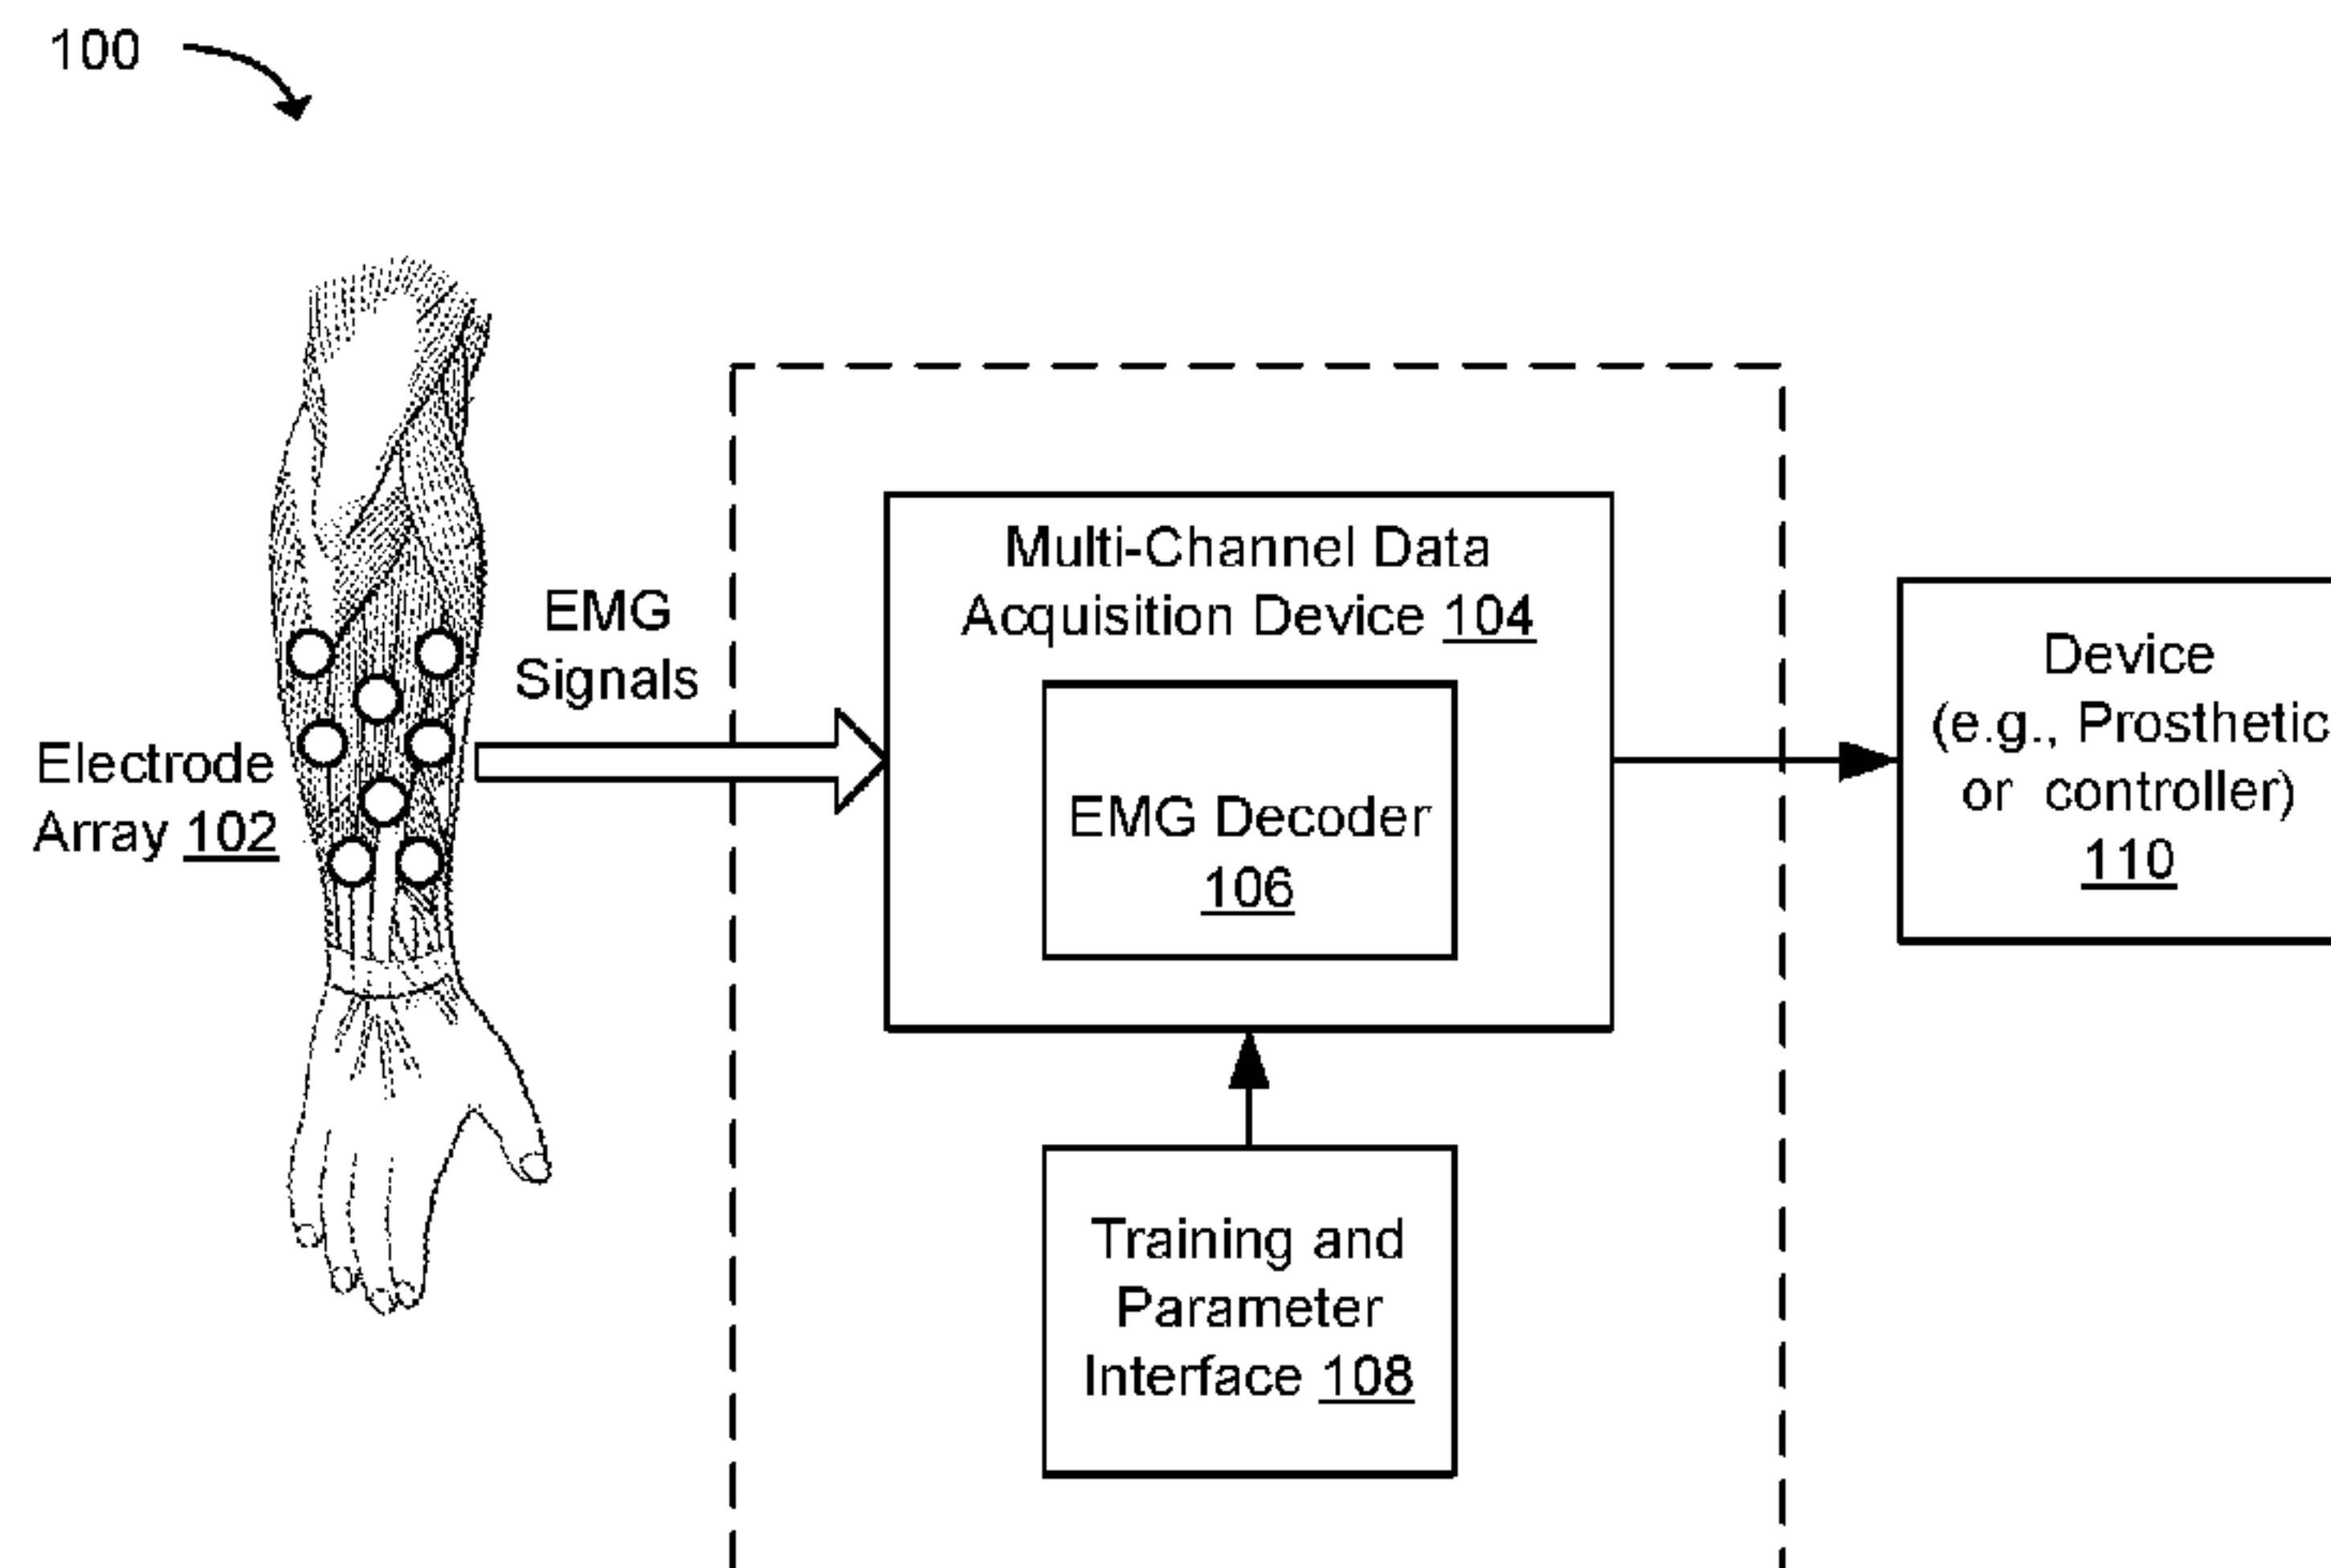 100
EMG
Signals
Electrode
Array 102
Multi-Channel Data
Acquisition Device 104
EMG Decoder
106
Training and
Parameter
Interface 108
Device
(e.g., Prosthetic
or controller)
110